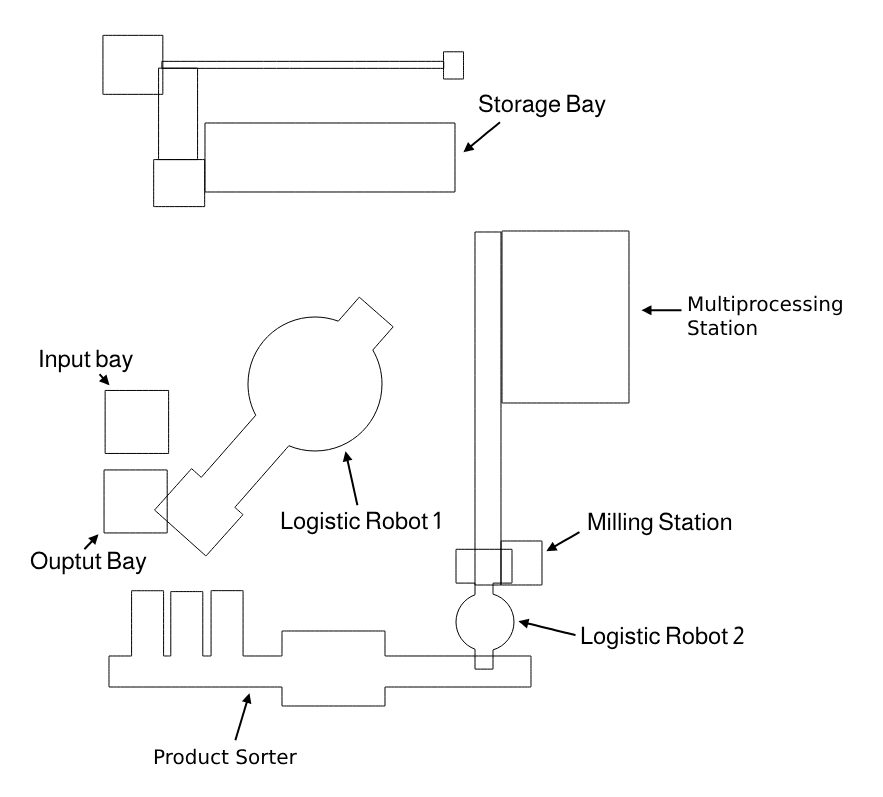 Storage Bay
Multiprocessing
Station
Input bay
Logistic Robot 1
Milling Station
Ouptut Bay
Logistic Robot 2
Product Sorter